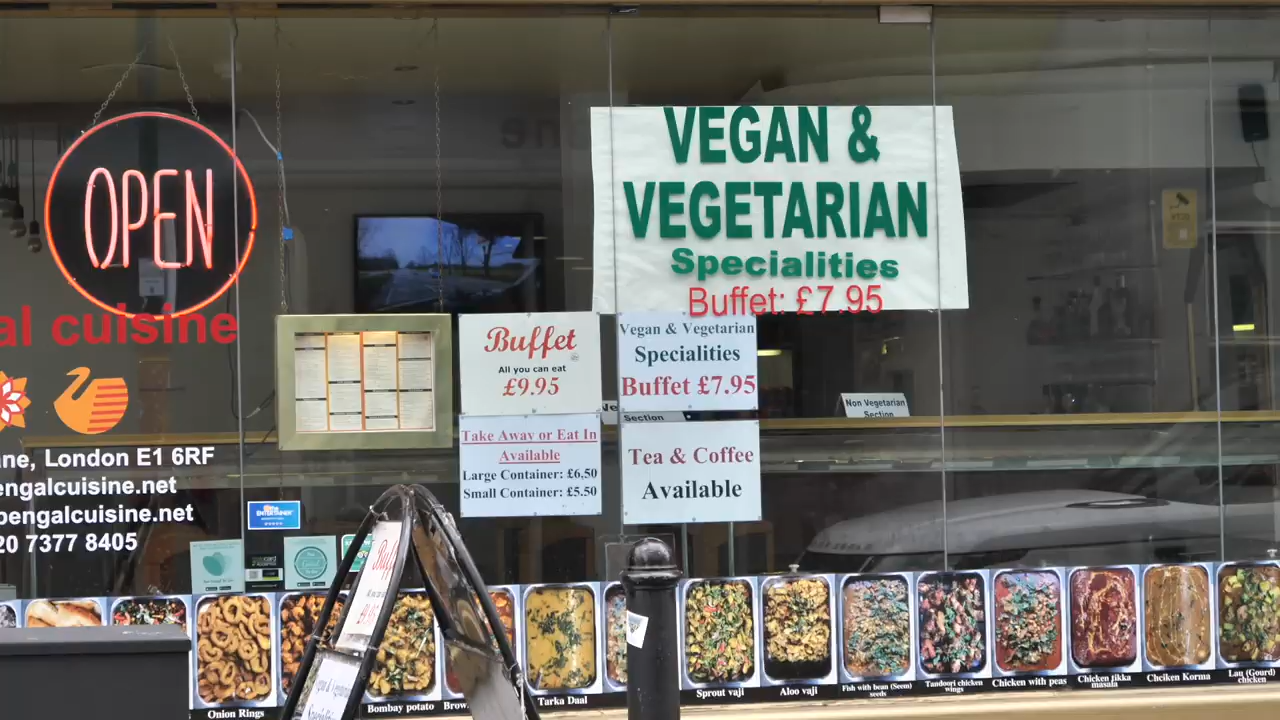 OPEN
al cuisine
ne, London E1 6RF
engalcuisine.net
bengalcuisine.net
20 7377 8405
VEGAN &
VEGETARIAN
Specialities
Buffet: £7.95
Buffet
All you can eat
£9.95
Vegan & Vegetarian
Specialities
Buffet £7.95
Take Away or Eat In
Available
Large Container: £6.50
Small Container: £5.50
Section
Tea & Coffee
Available
Non Vegetarian
Section
Onion Rings
Bombay potato
Tarka Daal
Sprout vaji
Aloo vaji
Fish with bean (Seem)
seeds
Tandoori chicken
wings
Chicken with peas
Chicken jikka
masala
Cheiken Korma
Lau (Gourd)
chicken